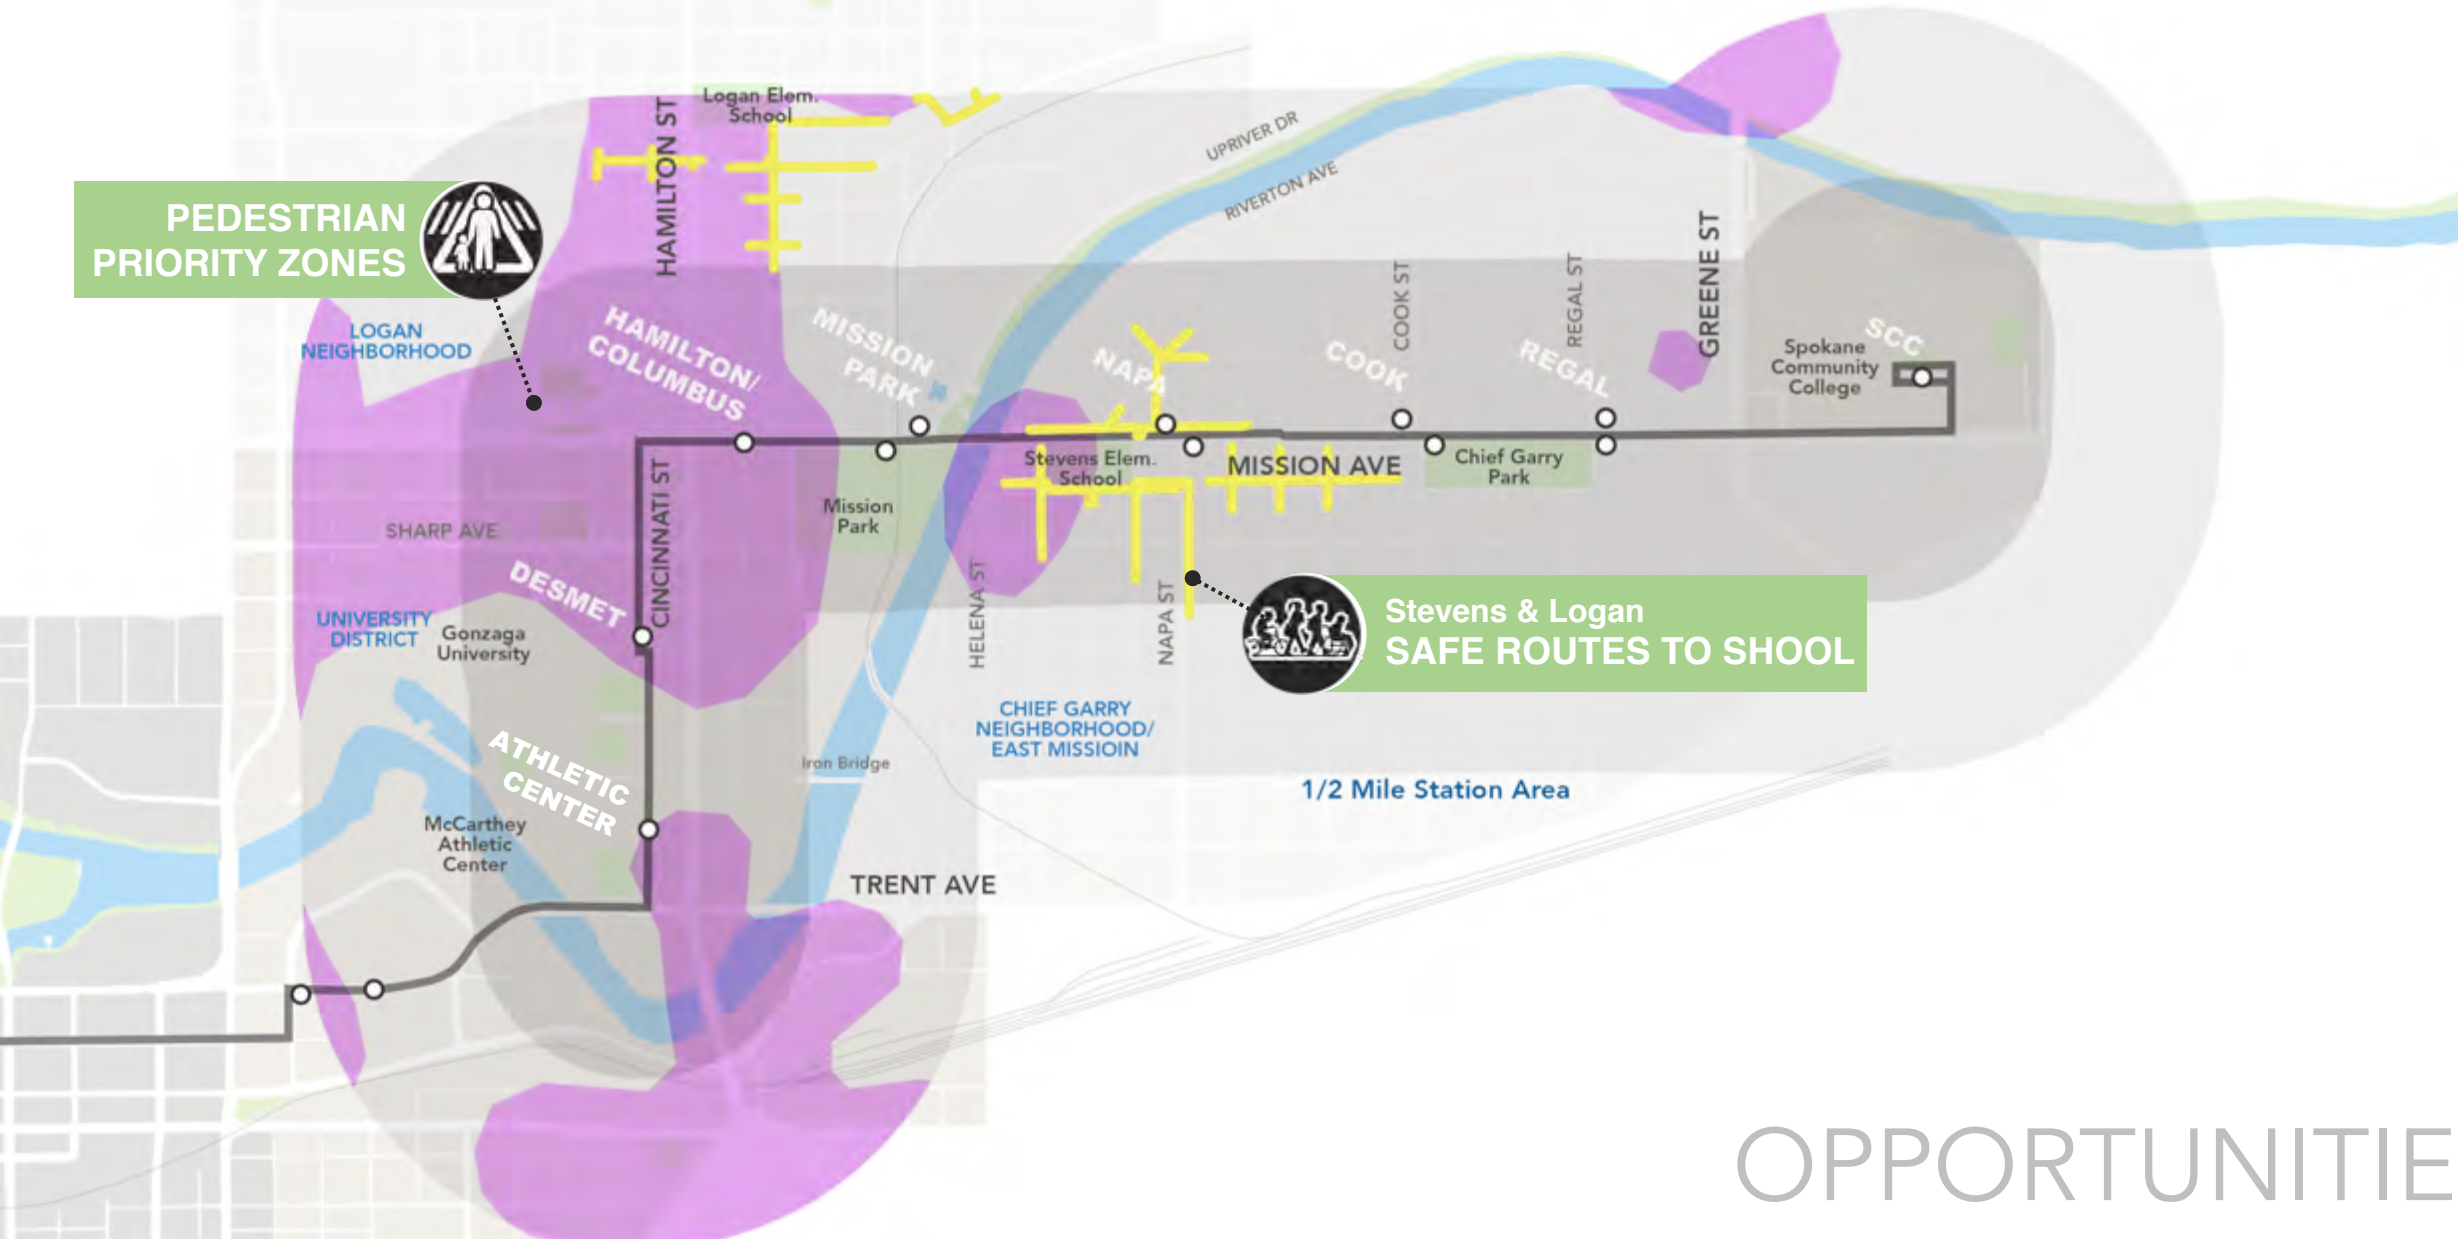 Logan Elem.
School
HAMILTON ST
UPRIVER DR
RIVERTON AVE
PEDESTRIAN
PRIORITY ZONES
LOGAN
NEIGHBORHOOD
HAMILTON/
COLUMBUS
MISSION
PARK
NAPA
COOK
COOK ST
REGAL
REGAL ST
GREENE ST
SCC
Spokane
Community
College
Stevens Elem.
School
MISSION AVE
Chief Garry
Park
Mission
Park
SHARP AVE
CINCINNATI ST
DESMET
UNIVERSITY
DISTRICT
Gonzaga
University
HELENA ST
NAPA ST
Stevens & Logan
SAFE ROUTES TO SHOOL
CHIEF GARRY
NEIGHBORHOOD/
EAST MISSIOIN
ATHLETIC
CENTER
Iron Bridge
1/2 Mile Station Area
McCarthey
Athletic
Center
TRENT AVE
OPPORTUNITIE